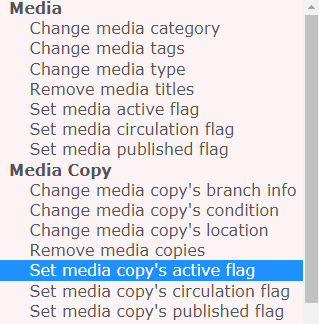 Media
Change media category
Change media tags
Change media type
Remove media titles
Set media active flag
Set media circulation flag
Set media published flag
Media Copy
Change media copy's branch info
Change media copy's condition
Change media copy's location
Remove media copies
Set media copy's active flag
Set media copy's circulation flag
Set media copy's published flag